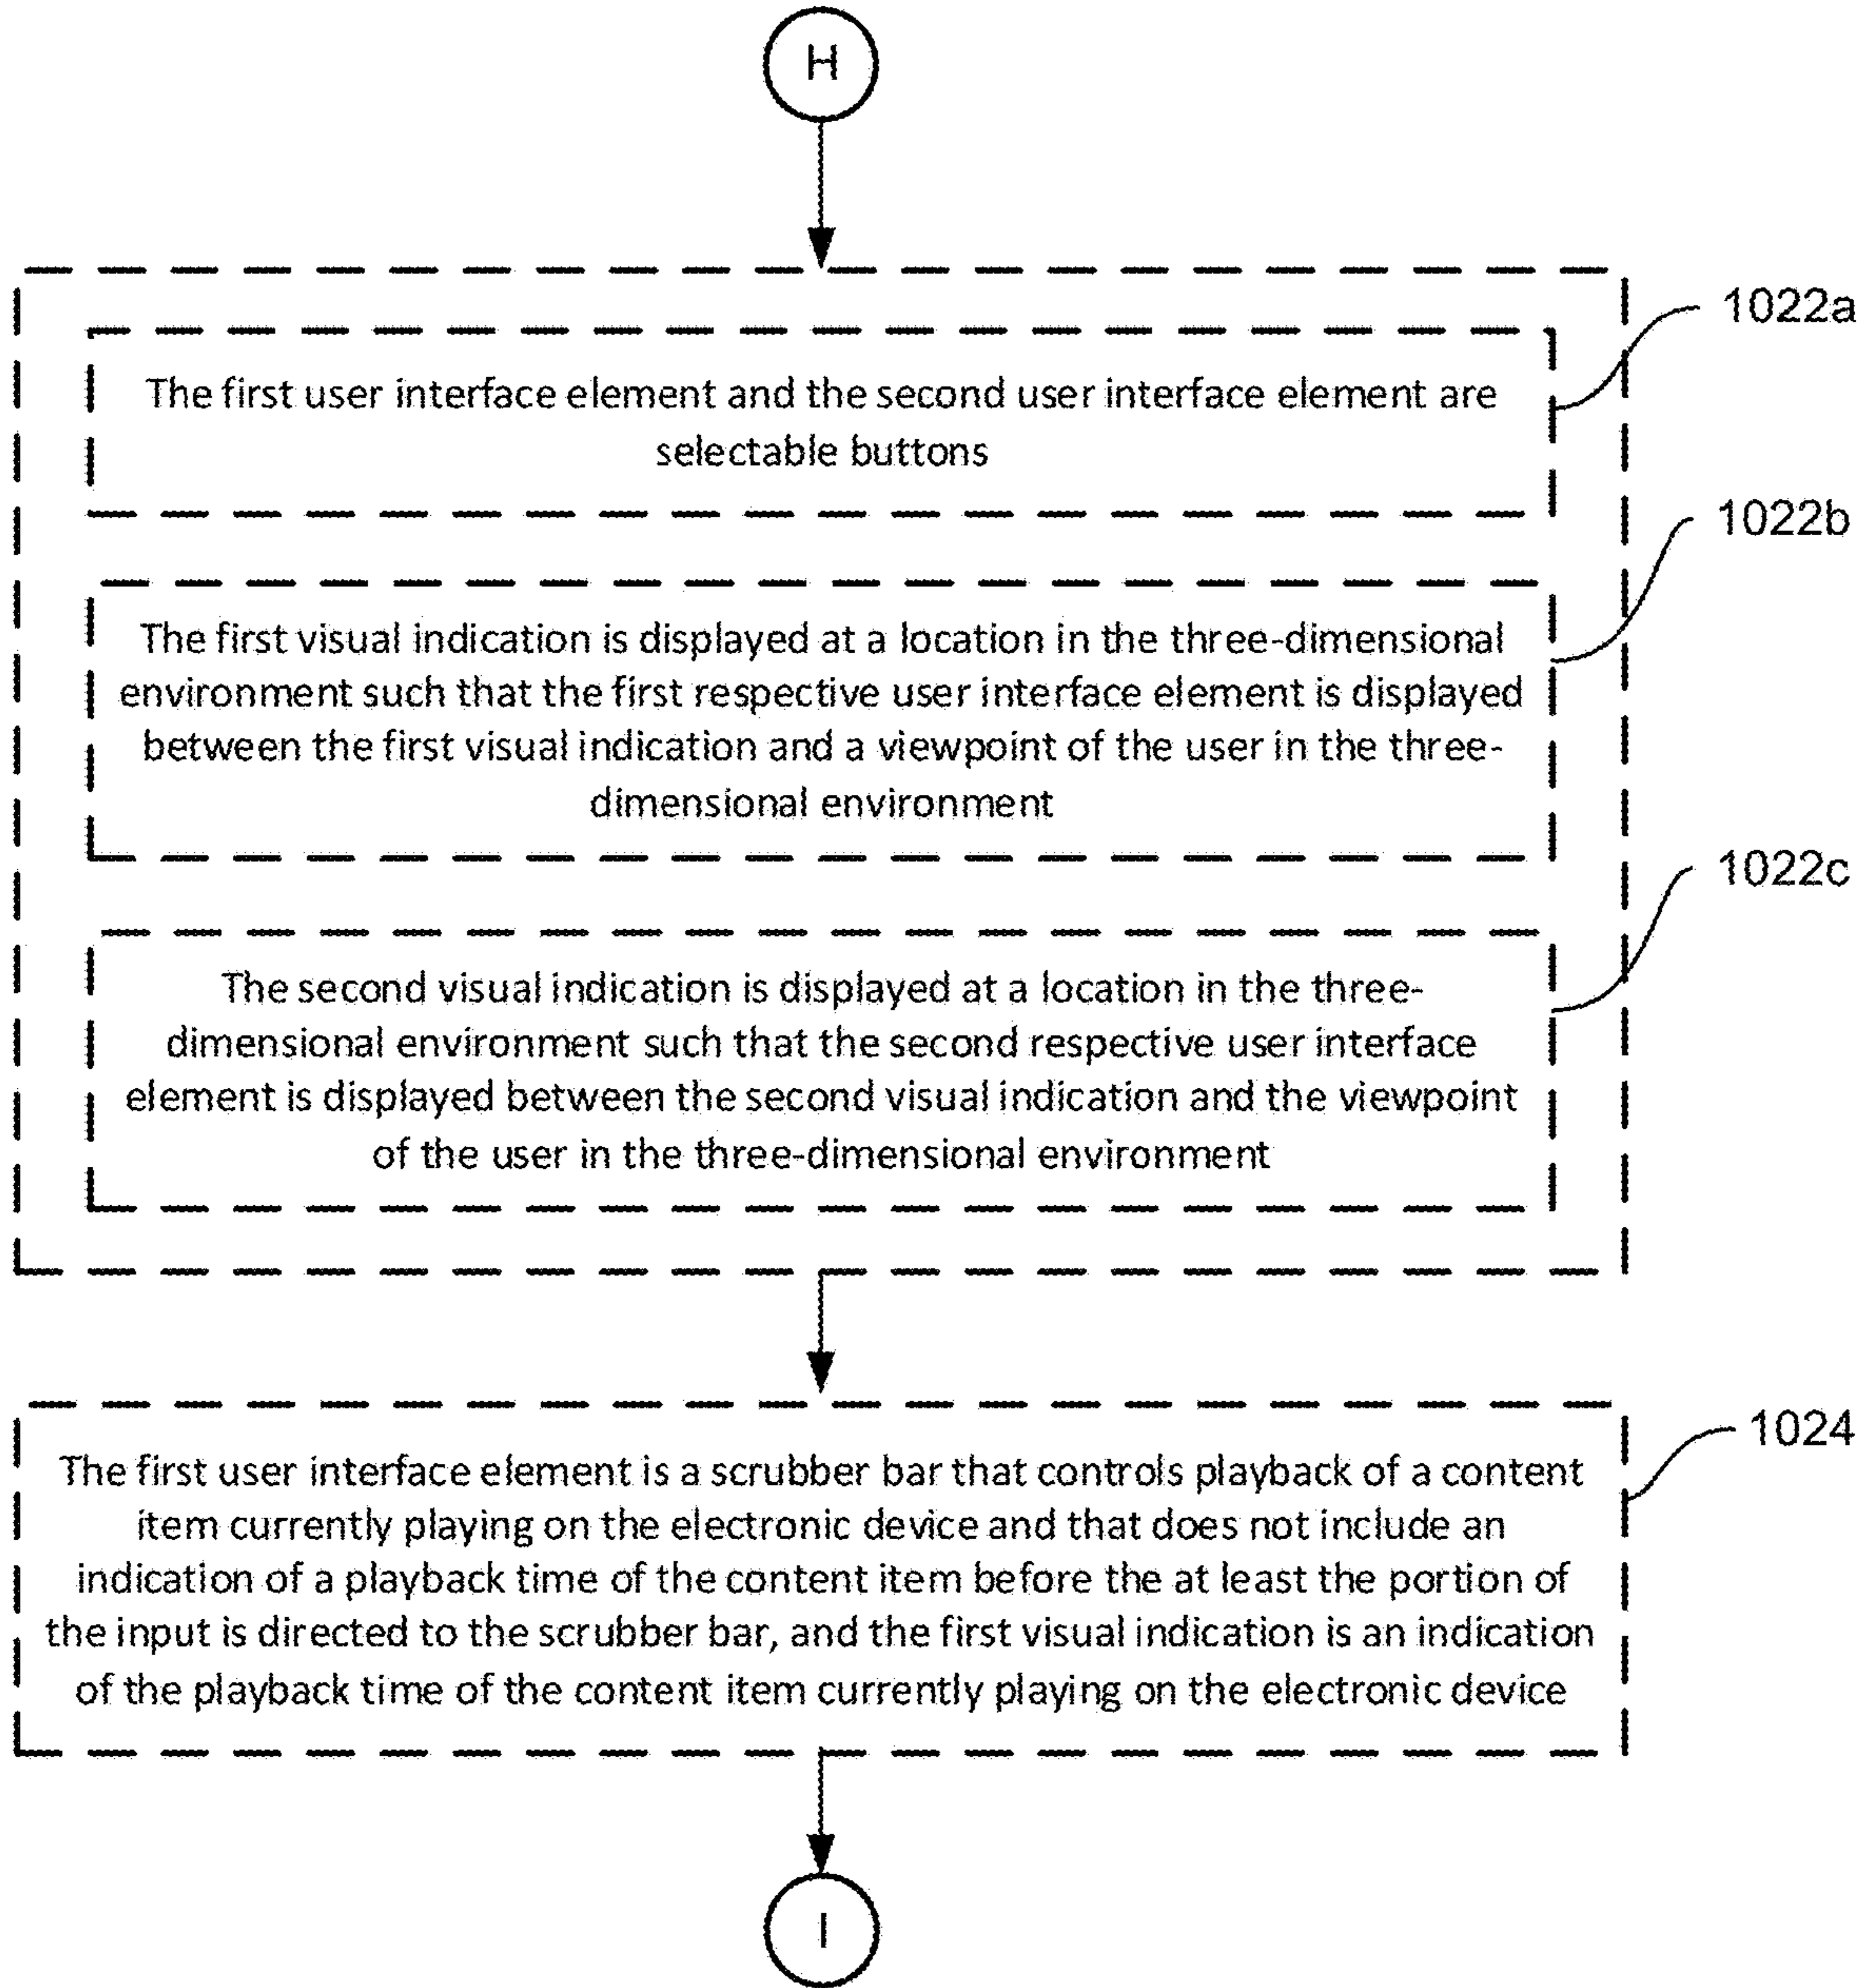 H
1022a
The first user interface element and the second user interface element are
selectable buttons
1022b
The first visual indication is displayed at a location in the three-dimensional
environment such that the first respective user interface element is displayed
between the first visual indication and a viewpoint of the user in the three-
dimensional environment
1022c
The second visual indication is displayed at a location in the three-
dimensional environment such that the second respective user interface
element is displayed between the second visual indication and the viewpoint
of the user in the three-dimensional environment
1024
The first user interface element is a scrubber bar that controls playback of a content
item currently playing on the electronic device and that does not include an
indication of a playback time of the content item before the at least the portion of
the input is directed to the scrubber bar, and the first visual indication is an indication
of the playback time of the content item currently playing on the electronic device
I